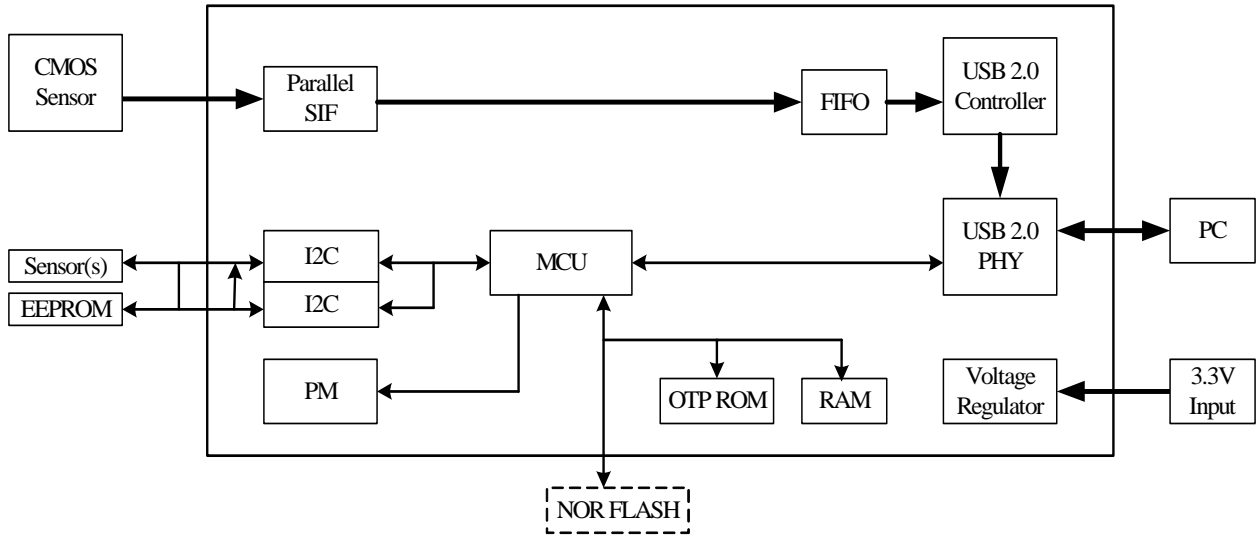 CMOS
Sensor
Parallel
SIF
FIFO
USB 2.0
Controller
USB 2.0
PHY
PC
Sensor(s)
EEPROM
I2C
I2C
MCU
PM
OTP ROM
RAM
Voltage
Regulator
3.3V
Input
NOR FLASH